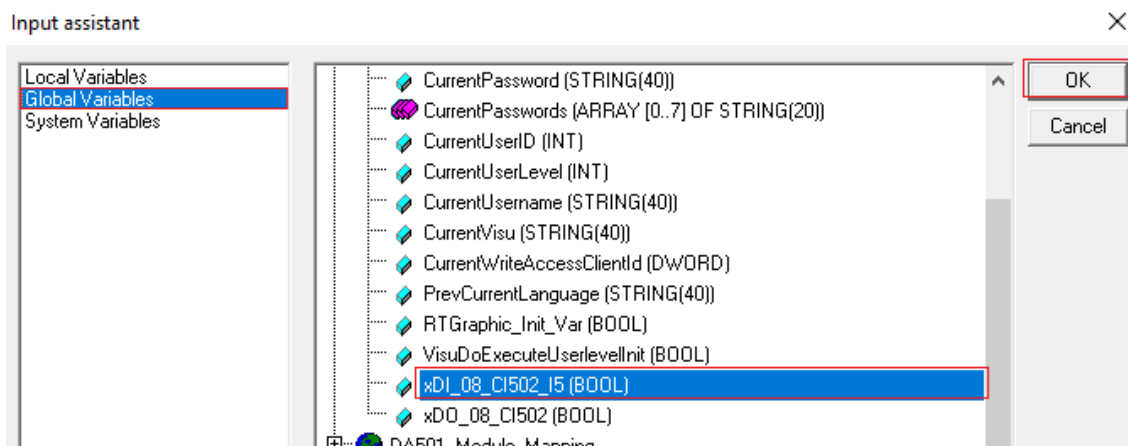 Input assistant
Local Variables
Global Variables
System Variables
CurrentPassword (STRING(40))
CurrentPasswords (ARRAY [0..7] OF STRING(20))
CurrentUserID (INT)
CurrentUserLevel (INT)
CurrentUsername (STRING(40))
CurrentVisu (STRING(40))
CurrentWriteAccessClientId (DWORD)
PrevCurrentLanguage (STRING(40))
RTGraphic_Init_Var (BOOL)
VisuDoExecuteUserlevelInit (BOOL)
xDI_08_CI502_I5 (BOOL)
xDO_08_CI502 (BOOL)
DA501_Module_Mapping
OK
Cancel